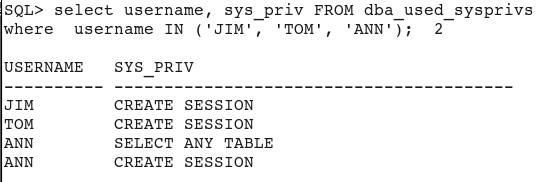 SQL> select username, sys_priv FROM dba_used_sysprivs
where  username IN ('JIM', 'TOM', 'ANN');  2

USERNAME   SYS_PRIV
---------- ----------------------------------------
JIM        CREATE SESSION
TOM        CREATE SESSION
ANN        SELECT ANY TABLE
ANN        CREATE SESSION